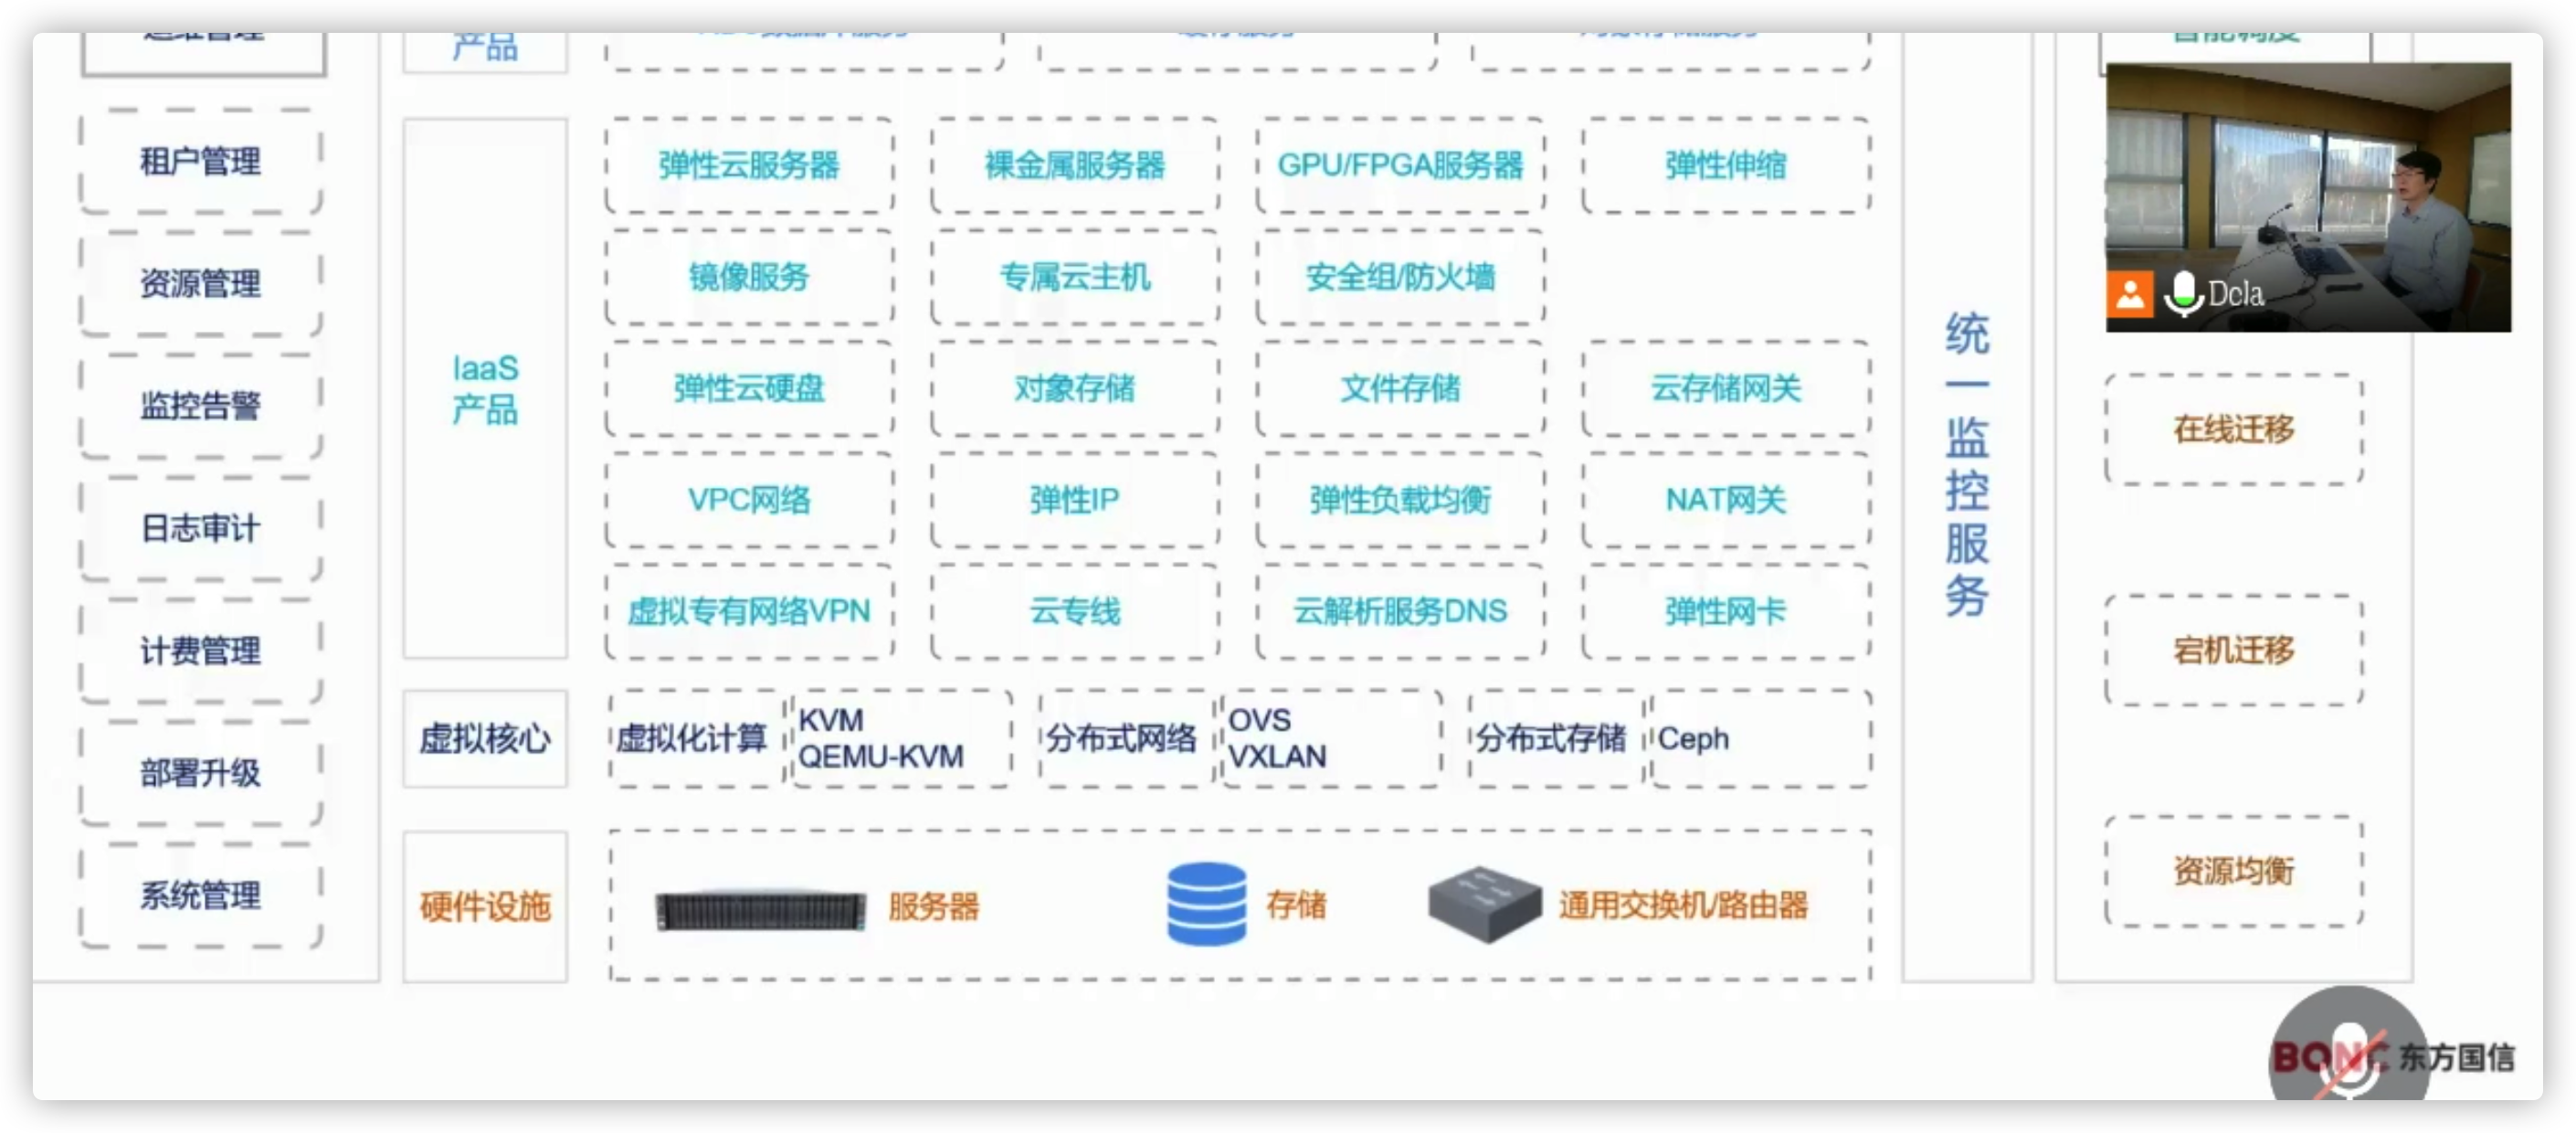 运维管理
租户管理
资源管理
监控告警
日志审计
计费管理
部署升级
系统管理
产品
IaaS
产品
弹性云服务器
裸金属服务器
GPU/FPGA服务器
弹性伸缩
镜像服务
专属云主机
安全组/防火墙
弹性云硬盘
对象存储
文件存储
云存储网关
VPC网络
弹性IP
弹性负载均衡
NAT网关
虚拟专有网络VPN
云专线
云解析服务DNS
弹性网卡
虚拟核心
虚拟化计算
KVM
QEMU-KVM
分布式网络
OVS
VXLAN
分布式存储
Ceph
硬件设施
服务器
存储
通用交换机/路由器
统一监控服务
智能调度
Dcla
在线迁移
宕机迁移
资源均衡
BONC 东方国信